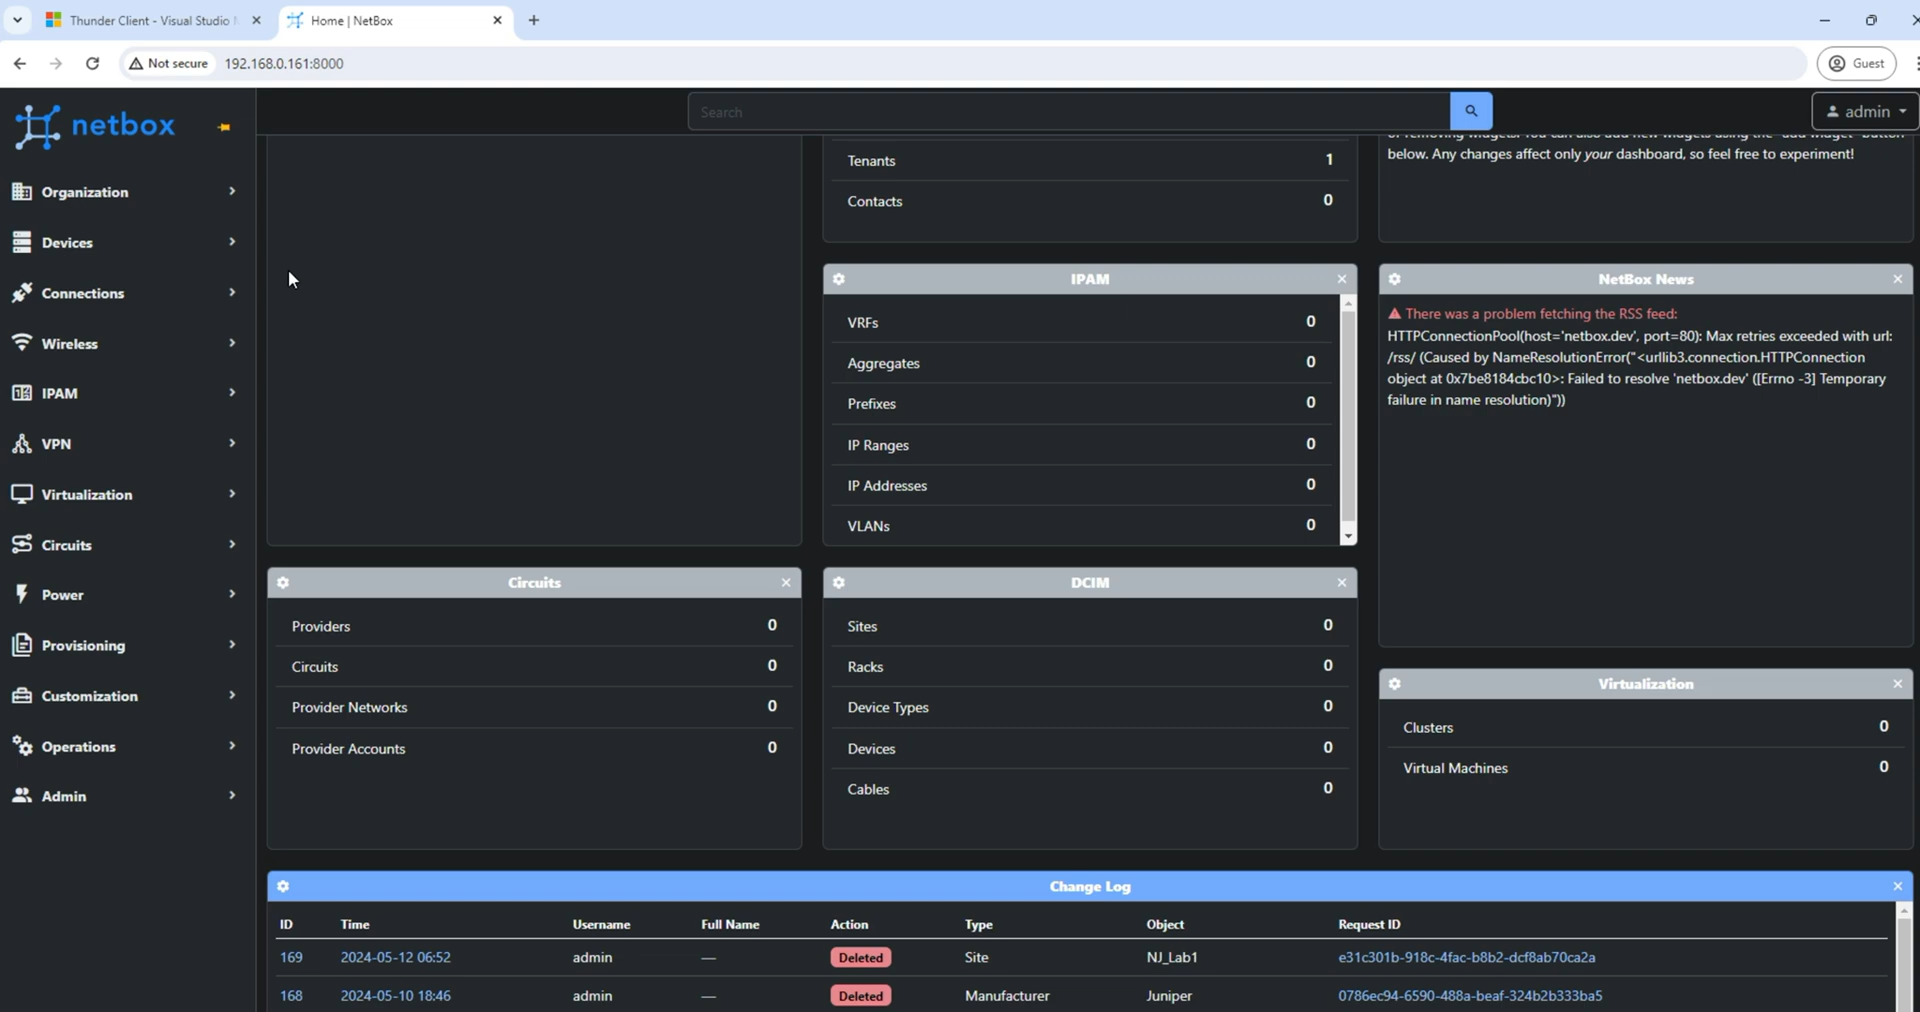 Thunder Client - Visual Studio
Home | NetBox
Not secure
192.168.0.161:8000
Guest
netbox
Search
admin
Organization
Devices
Connections
Wireless
IPAM
VPN
Virtualization
Circuits
Power
Provisioning
Customization
Operations
Admin
Tenants 1
Contacts 0
below. Any changes affect only your dashboard, so feel free to experiment!
IPAM
VRFs 0
Aggregates 0
Prefixes 0
IP Ranges 0
IP Addresses 0
VLANs 0
NetBox News
There was a problem fetching the RSS feed:
HTTPConnectionPool(host='netbox.dev', port=80): Max retries exceeded with url:
/rss/ (Caused by NameResolutionError("<urllib3.connection.HTTPConnection
object at 0x7be8184cbc10>: Failed to resolve 'netbox.dev' ([Errno -3] Temporary
failure in name resolution)"))
Circuits
Providers 0
Circuits 0
Provider Networks 0
Provider Accounts 0
DCIM
Sites 0
Racks 0
Device Types 0
Devices 0
Cables 0
Virtualization
Clusters 0
Virtual Machines 0
Change Log
ID Time Username Full Name Action Type Object Request ID
169 2024-05-12 06:52 admin — Deleted Site NJ_Lab1 e31c301b-918c-4fac-b8b2-dcf8ab70ca2a
168 2024-05-10 18:46 admin — Deleted Manufacturer Juniper 0786ec94-6590-488a-beaf-324b2b333ba5